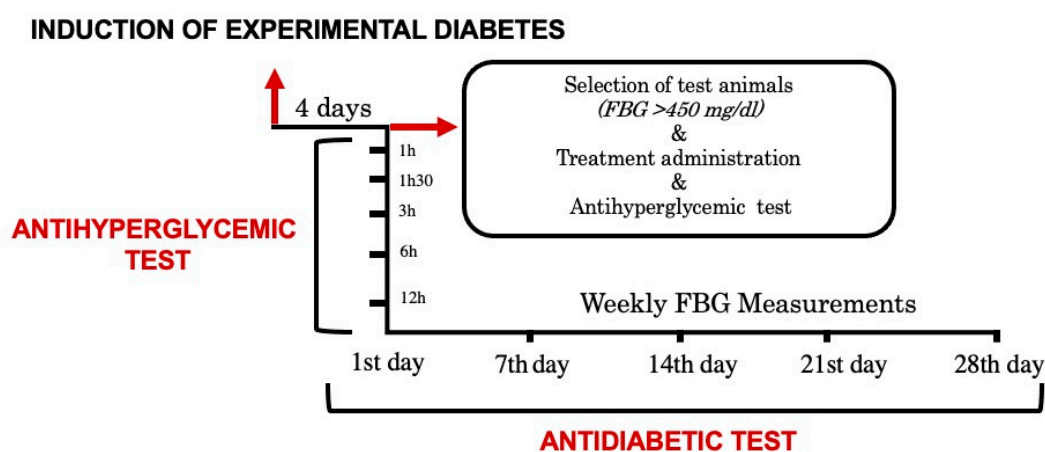 INDUCTION OF EXPERIMENTAL DIABETES
4 days
Selection of test animals
(FBG >450 mg/dl)
&
Treatment administration
&
Antihyperglycemic test
1h
1h30
3h
6h
12h
ANTIHYPERGLYCEMIC
TEST
Weekly FBG Measurements
1st day
7th day
14th day
21st day
28th day
ANTIDIABETIC TEST